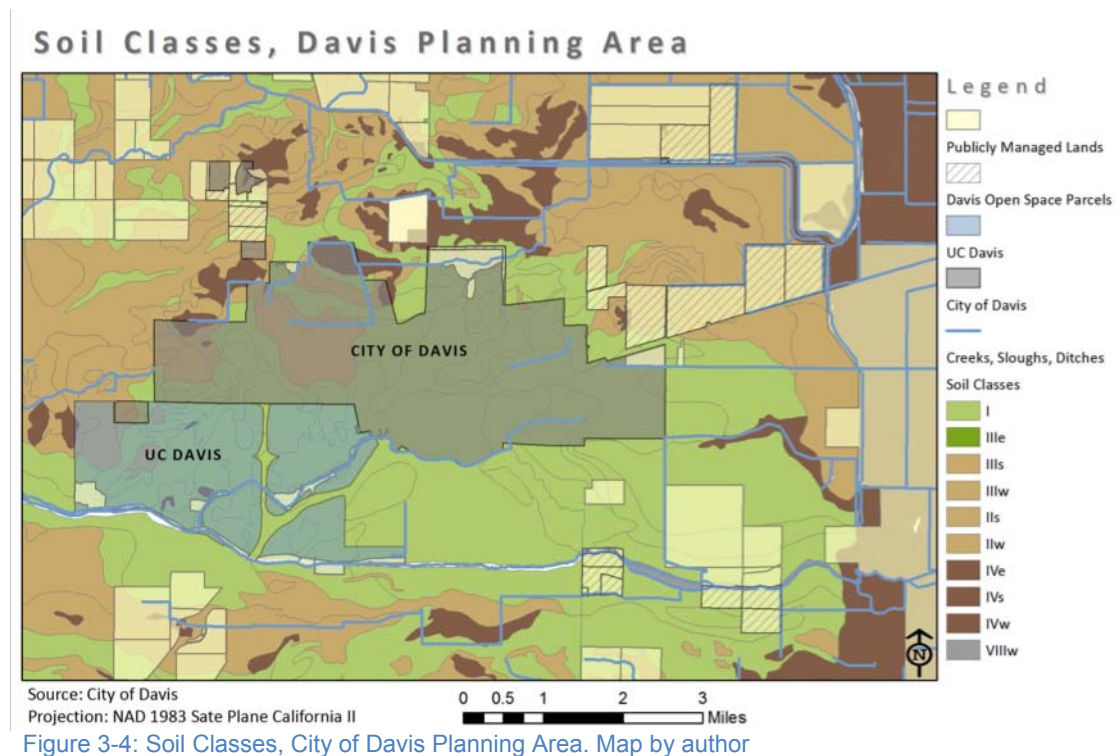 Soil Classes, Davis Planning Area
Legend
Publicly Managed Lands
Davis Open Space Parcels
UC Davis
City of Davis
Creeks, Sloughs, Ditches
Soil Classes
I
IIIe
IIIs
IIIw
IIs
IIw
IVe
IVs
IVw
VIIIw
CITY OF DAVIS
UC DAVIS
N
Source: City of Davis
Projection: NAD 1983 Sate Plane California II
0 0.5 1 2 3
Miles
Figure 3-4: Soil Classes, City of Davis Planning Area. Map by author